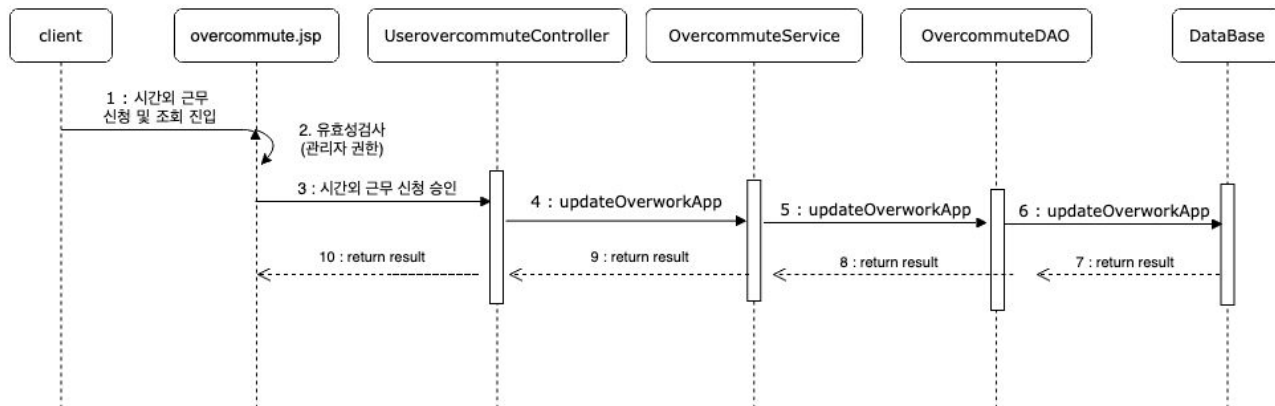 client
overcommute.jsp
UserovercommuteController
OvercommuteService
OvercommuteDAO
DataBase
1 : 시간외 근무
신청 및 조회 진입
2. 유효성검사
(관리자 권한)
3 : 시간외 근무 신청 승인
4 : updateOverworkApp
5 : updateOverworkApp
6 : updateOverworkApp
10 : return result
9 : return result
8 : return result
7 : return result